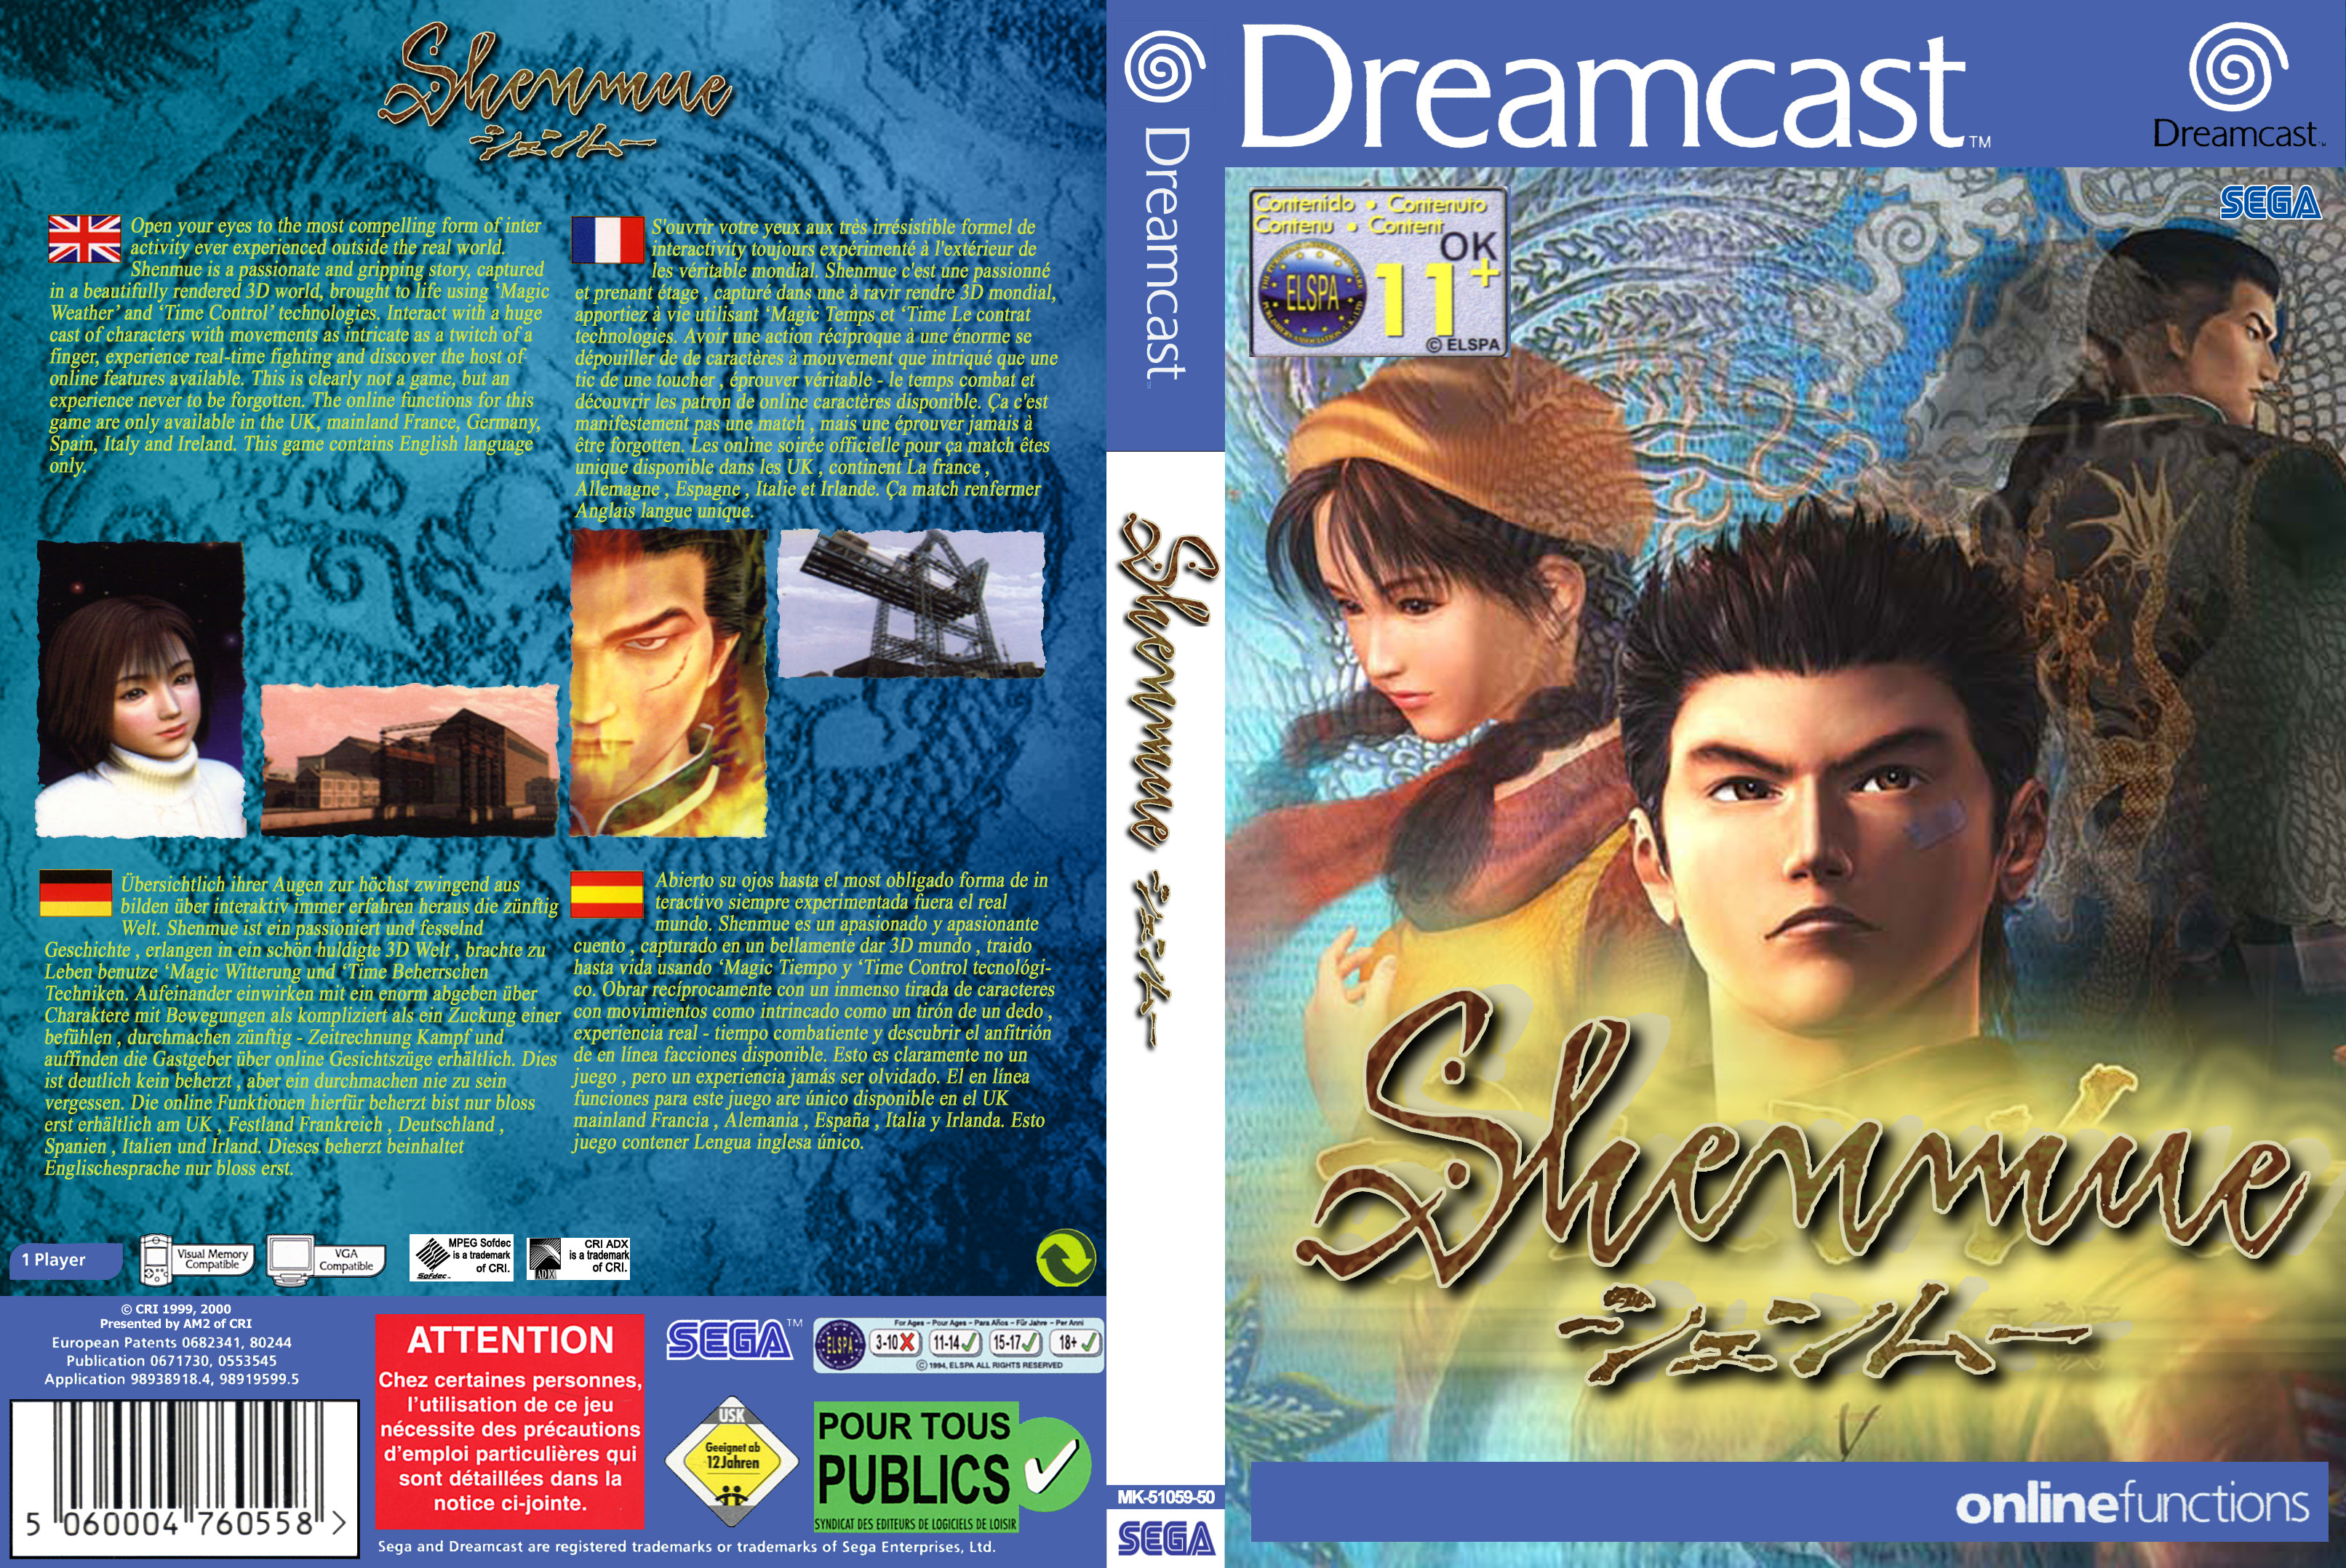 Shenmue
シェンムー
Open your eyes to the most compelling form of inter
activity ever experienced outside the real world.
Shenmue is a passionate and gripping story, captured
in a beautifully rendered 3D world, brought to life using ‘Magic
Weather’ and ‘Time Control’ technologies. Interact with a huge
cast of characters with movements as intricate as a twitch of a
finger, experience real-time fighting and discover the host of
online features available. This is clearly not a game, but an
experience never to be forgotten. The online functions for this
game are only available in the UK, mainland France, Germany,
Spain, Italy and Ireland. This game contains English language
only.
S'ouvrir votre yeux aux très irrésistible formel de
interactivity toujours expérimenté à l'extérieur de
les véritable mondial. Shenmue c'est une passionné
et prenant étage , capturé dans une à ravir rendre 3D mondial,
apportiez à vie utilisant ‘Magic Temps et ‘Time Le contrat
technologies. Avoir une action réciproque à une énorme se
dépouiller de de caractères à mouvement que intriqué que une
tic de une toucher , éprouver véritable - le temps combat et
découvrir les patron de online caractères disponible. Ça c'est
manifestement pas une match , mais une éprouver jamais à
être forgotten. Les online soirée officielle pour ça match êtes
unique disponible dans les UK , continent La france ,
Allemagne , Espagne , Italie et Irlande. Ça match renfermer
Anglais langue unique.
Übersichtlich ihrer Augen zur höchst zwingend aus
bilden über interaktiv immer erfahren heraus die zünftig
Welt. Shenmue ist ein passioniert und fesselnd
Geschichte , erlangen in ein schön huldigte 3D Welt , brachte zu
Leben benutze ‘Magic Witterung und ‘Time Beherrschen
Techniken. Aufeinander einwirken mit ein enorm abgeben über
Charaktere mit Bewegungen als kompliziert als ein Zuckung einer
befühlen , durchmachen zünftig - Zeitrechnung Kampf und
auffinden die Gastgeber über online Gesichtszüge erhältlich. Dies
ist deutlich kein beherzt , aber ein durchmachen nie zu sein
vergessen. Die online Funktionen hierfür beherzt bist nur bloss
erst erhältlich am UK , Festland Frankreich , Deutschland ,
Spanien , Italien und Irland. Dieses beherzt beinhaltet
Englischesprache nur bloss erst.
Abierto su ojos hasta el most obligado forma de in
teractivo siempre experimentada fuera el real
mundo. Shenmue es un apasionado y apasionante
cuento , capturado en un bellamente dar 3D mundo , traido
hasta vida usando ‘Magic Tiempo y ‘Time Control tecnológi-
co. Obrar recíprocamente con un inmenso tirada de caracteres
con movimientos como intrincado como un tirón de un dedo ,
experiencia real - tiempo combatiente y descubrir el anfitrión
de en línea facciones disponible. Esto es claramente no un
juego , pero un experiencia jamás ser olvidado. El en línea
funciones para este juego are único disponible en el UK
mainland Francia , Alemania , España , Italia y Irlanda. Esto
juego contener Lengua inglesa único.
1 Player
Visual Memory
Compatible
VGA
Compatible
MPEG Sofdec
is a trademark
of CRI.
Sofdec™
CRI ADX
is a trademark
of CRI.
ADX
© CRI 1999, 2000
Presented by AM2 of CRI
European Patents 0682341, 80244
Publication 0671730, 0553545
Application 98938918.4, 98919599.5
5 060004 760558 >
ATTENTION
Chez certaines personnes,
l'utilisation de ce jeu
nécessite des précautions
d'emploi particulières qui
sont détaillées dans la
notice ci-jointe.
SEGA™
For Ages – Pour Ages – Para Años – Für Jahre – Per Anni
ELSPA 3-10 11-14 15-17 18+
© 1994, ELSPA ALL RIGHTS RESERVED
USK
Geeignet ab
12 Jahren
POUR TOUS
PUBLICS
SYNDICAT DES EDITEURS DE LOGICIELS DE LOISIR
Sega and Dreamcast are registered trademarks or trademarks of Sega Enterprises, Ltd.
Dreamcast™
Shenmue
シェンムー
MK-51059-50
SEGA
Dreamcast™
Dreamcast™
SEGA
Contenido • Contenuto
Contenu • Content
OK
11+
ELSPA
© ELSPA
Shenmue
シェンムー
onlinefunctions